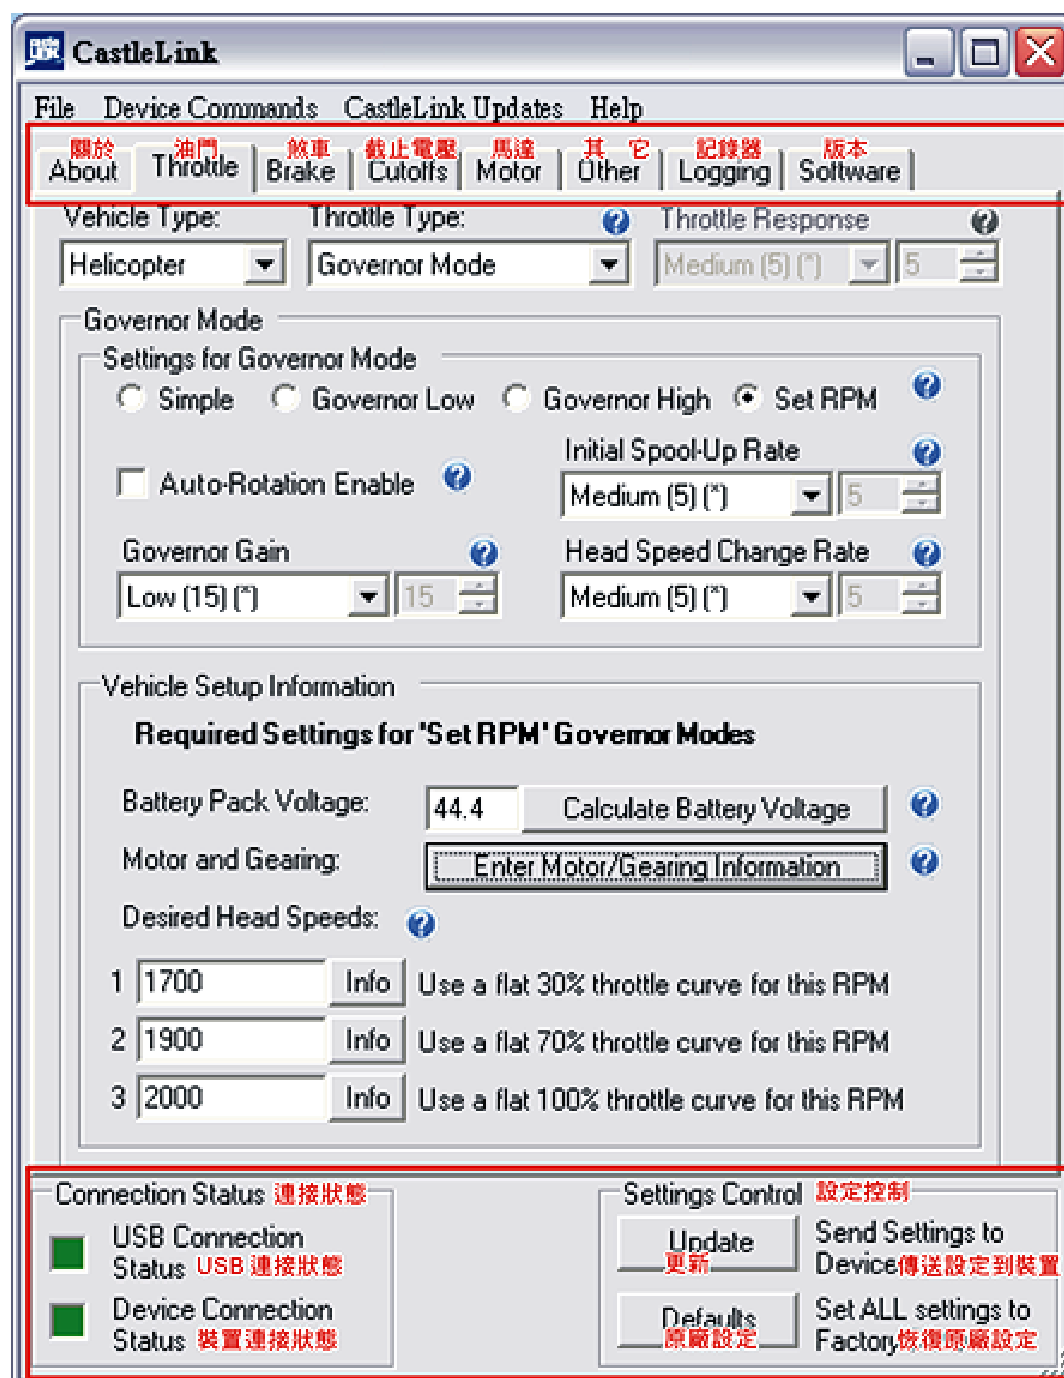 CastleLink
File Device Commands CastleLink Updates Help
關於 油門 煞車 截止電壓 馬達 其它 記錄器 版本
About Throttle Brake Cutoffs Motor Other Logging Software
Vehicle Type: Throttle Type: Throttle Response
Helicopter Governor Mode Medium (5) (*) 5
Governor Mode
Settings for Governor Mode
Simple Governor Low Governor High Set RPM
Initial Spool-Up Rate
Auto-Rotation Enable Medium (5) (*) 5
Governor Gain Head Speed Change Rate
Low (15) (*) 15 Medium (5) (*) 5
Vehicle Setup Information
Required Settings for 'Set RPM' Governor Modes
Battery Pack Voltage: 44.4 Calculate Battery Voltage
Motor and Gearing: Enter Motor/Gearing Information
Desired Head Speeds:
1 1700 Info Use a flat 30% throttle curve for this RPM
2 1900 Info Use a flat 70% throttle curve for this RPM
3 2000 Info Use a flat 100% throttle curve for this RPM
Connection Status 連接狀態 Settings Control 設定控制
USB Connection
Status USB 連接狀態
Update
更新
Send Settings to
Device 傳送設定到裝置
Device Connection
Status 裝置連接狀態
Defaults
原廠設定
Set ALL settings to
Factory 恢復原廠設定